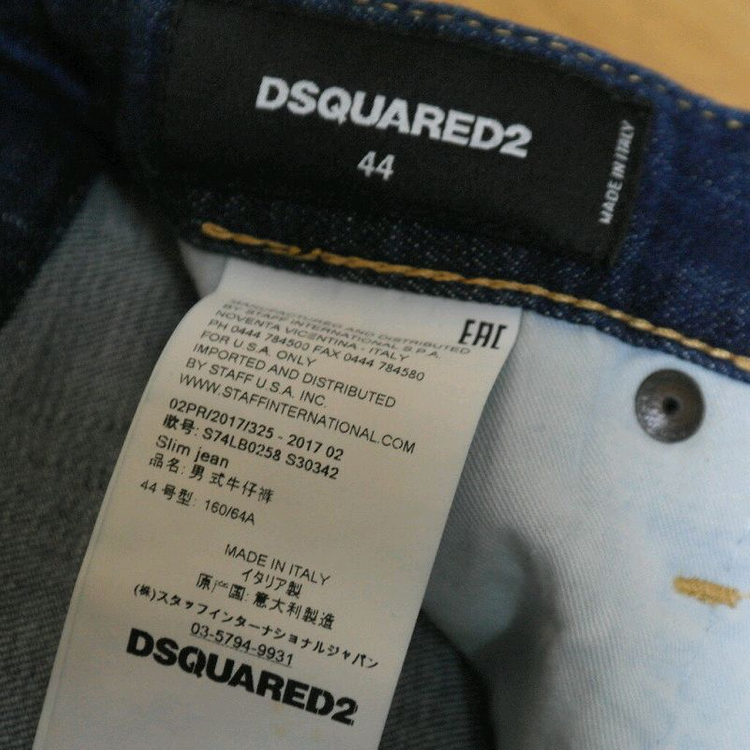 DSQUARED2
44
MADE IN ITALY
EAC
MANUFACTURED AND DISTRIBUTED
BY STAFF INTERNATIONAL S.P.A.
NOVENTA VICENTINA - ITALY
PH 0444 784500 FAX 0444 784580
FOR U.S.A. ONLY
IMPORTED AND DISTRIBUTED
BY STAFF U.S.A. INC.
WWW.STAFFINTERNATIONAL.COM
02PR/2017/325 - 2017 02
款号: S74LB0258 S30342
Slim jean
品名: 男 式牛仔裤
44 号型: 160/64A
MADE IN ITALY
イタリア製
原产国: 意大利製造
(株)スタッフインターナショナルジャパン
03-5794-9931
DSQUARED2